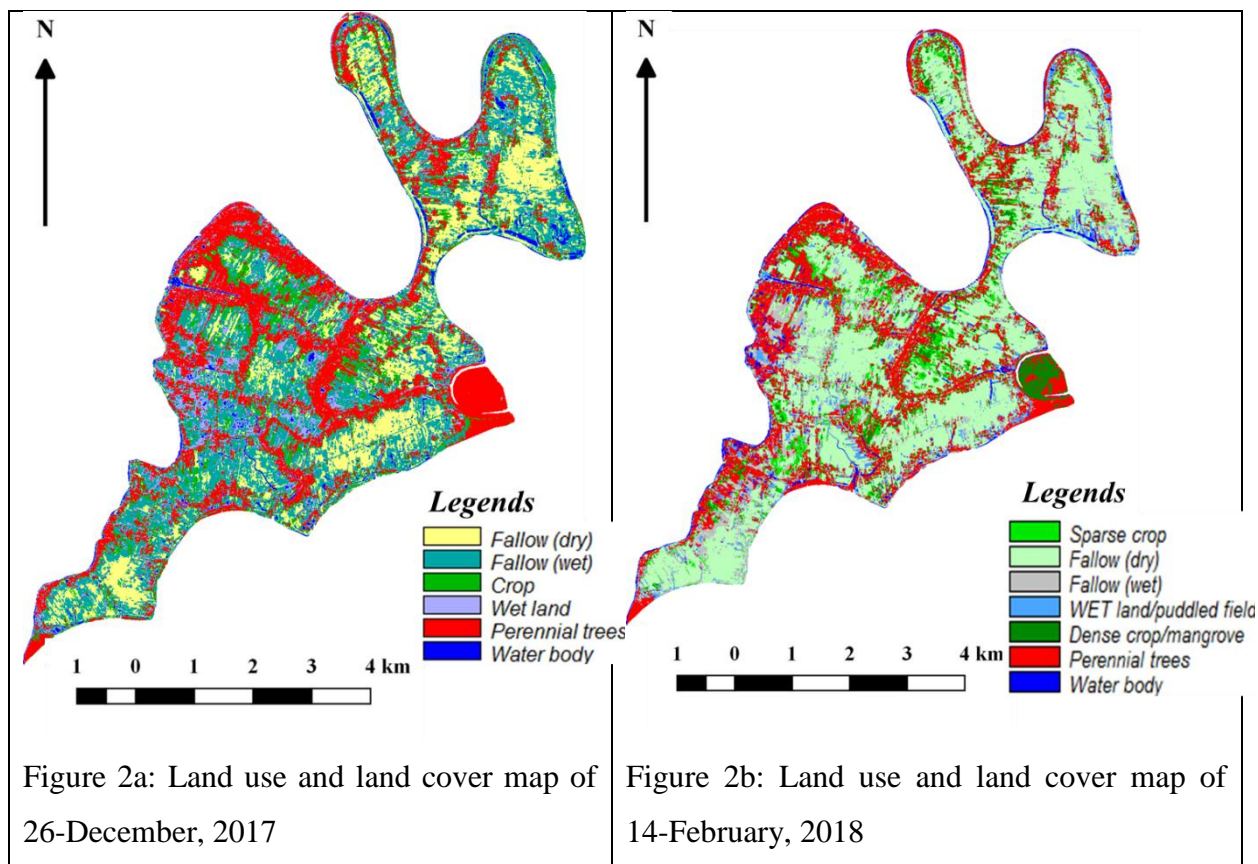 N
Legends
Fallow (dry)
Fallow (wet)
Crop
Wet land
Perennial trees
Water body
1 0 1 2 3 4 km
Figure 2a: Land use and land cover map of
26-December, 2017
N
Legends
Sparse crop
Fallow (dry)
Fallow (wet)
WET land/puddled field
Dense crop/mangrove
Perennial trees
Water body
1 0 1 2 3 4 km
Figure 2b: Land use and land cover map of
14-February, 2018